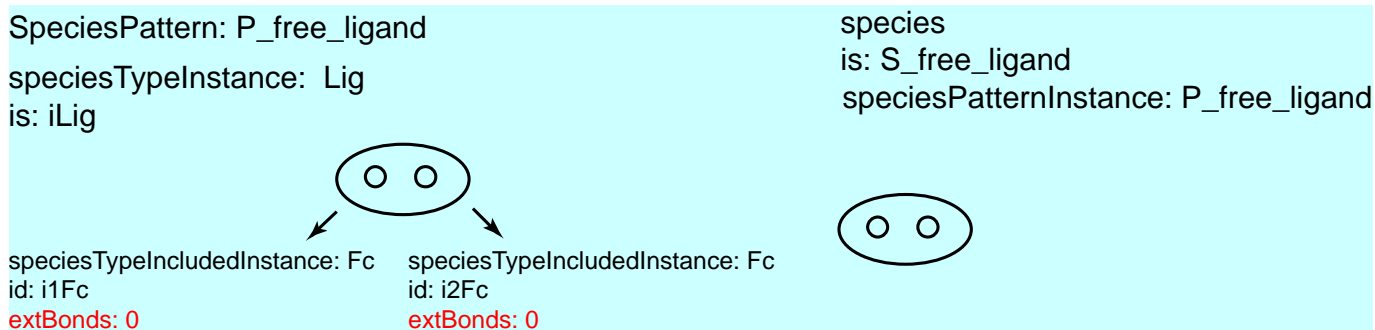 SpeciesPattern: P_free_ligand
speciesTypeInstance: Lig
is: iLig
speciesTypeIncludedInstance: Fc
id: i1Fc
extBonds: 0
speciesTypeIncludedInstance: Fc
id: i2Fc
extBonds: 0
species
is: S_free_ligand
speciesPatternInstance: P_free_ligand